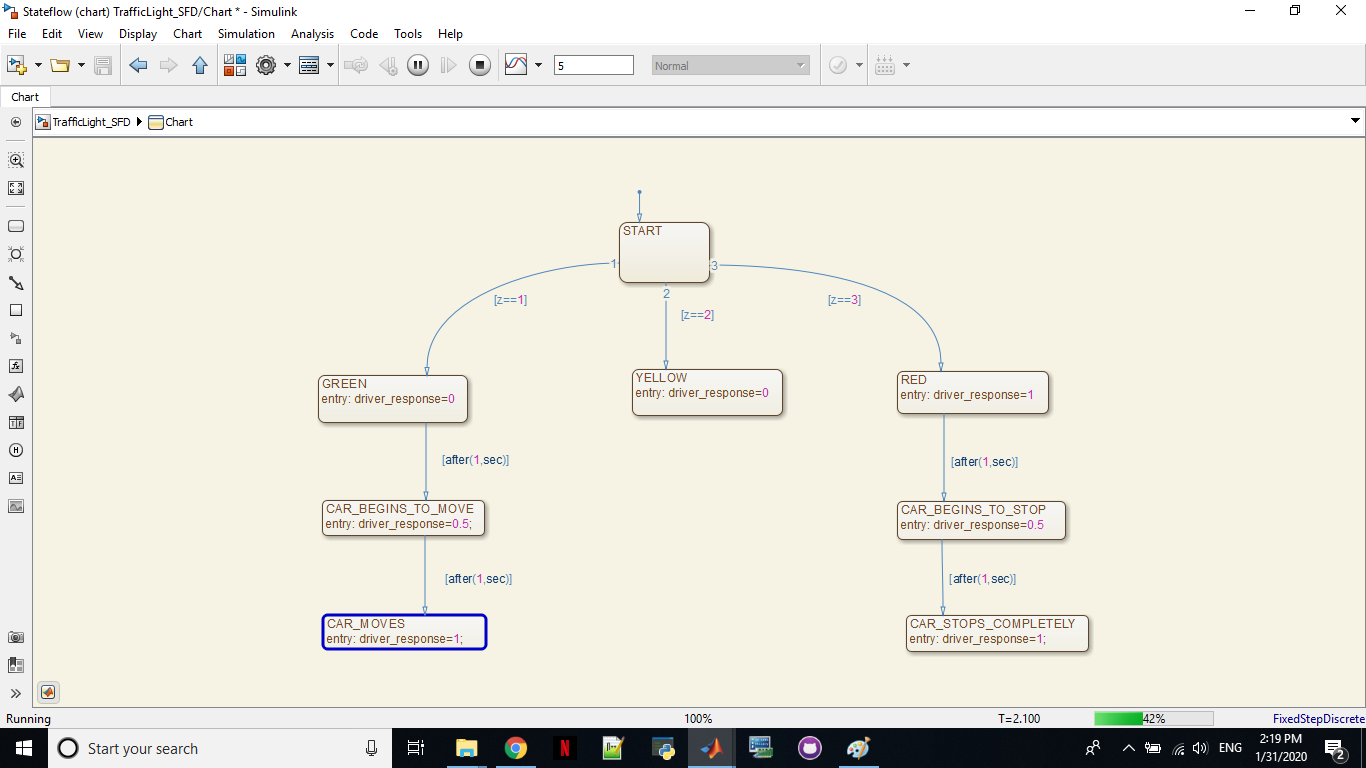 Stateflow (chart) TrafficLight_SFD/Chart * - Simulink
File Edit View Display Chart Simulation Analysis Code Tools Help
5 Normal
Chart
TrafficLight_SFD Chart
START
1 3
2
[z==1] [z==2] [z==3]
GREEN
entry: driver_response=0
YELLOW
entry: driver_response=0
RED
entry: driver_response=1
[after(1,sec)] [after(1,sec)]
CAR_BEGINS_TO_MOVE
entry: driver_response=0.5;
CAR_BEGINS_TO_STOP
entry: driver_response=0.5
[after(1,sec)] [after(1,sec)]
CAR_MOVES
entry: driver_response=1;
CAR_STOPS_COMPLETELY
entry: driver_response=1;
Running 100% T=2.100 42% FixedStepDiscrete
Start your search
N
ENG
2:19 PM
1/31/2020
2